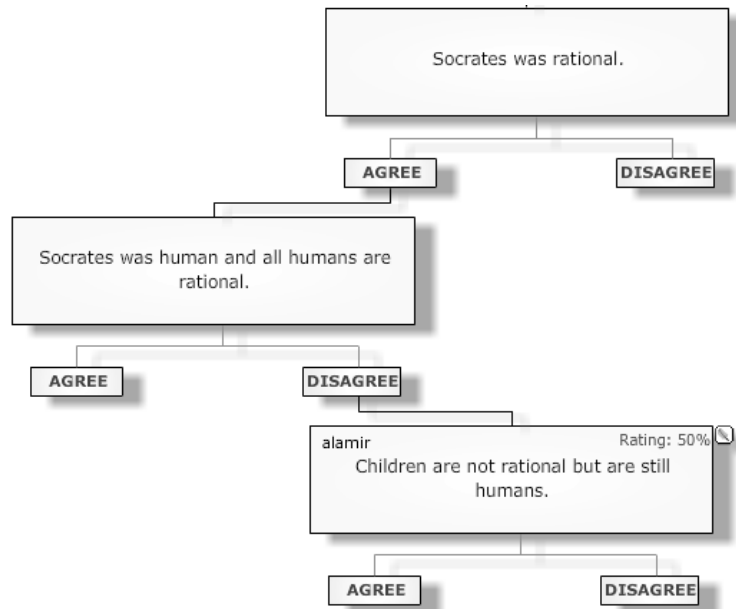 Socrates was rational.
AGREE
DISAGREE
Socrates was human and all humans are
rational.
AGREE
DISAGREE
alamir
Rating: 50%
Children are not rational but are still
humans.
AGREE
DISAGREE